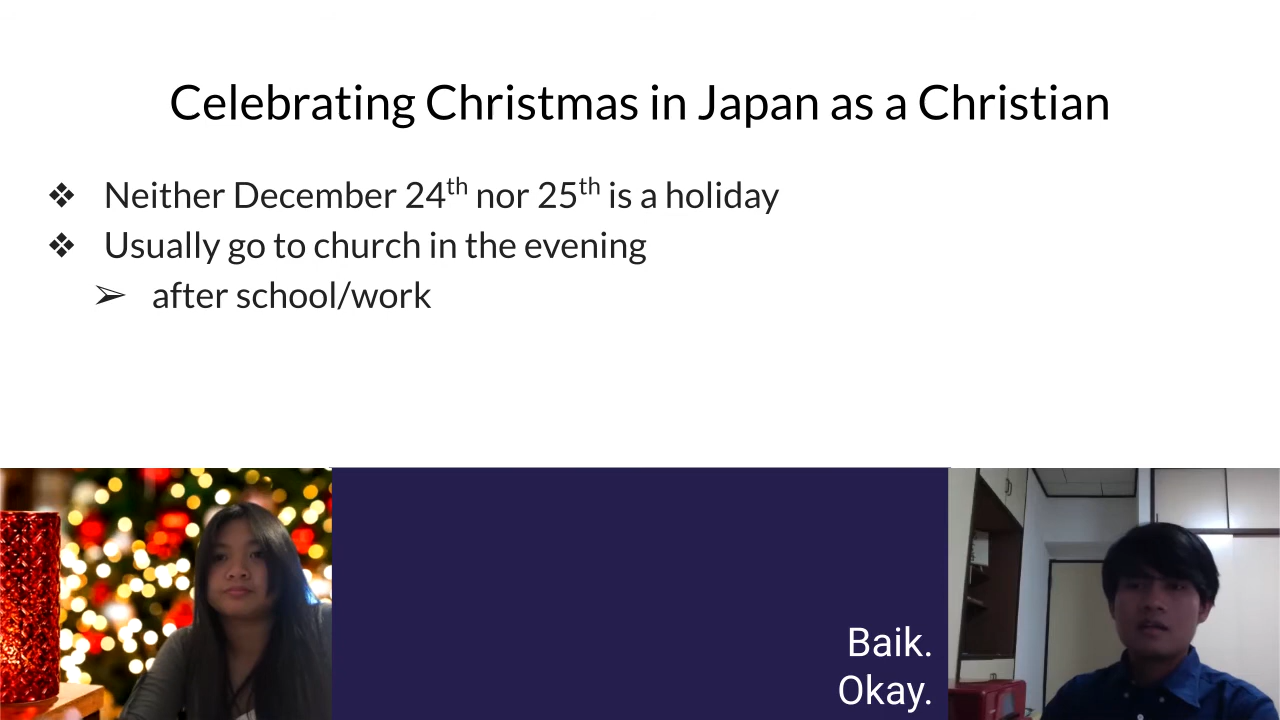 Celebrating Christmas in Japan as a Christian
❖ Neither December 24th nor 25th is a holiday
❖ Usually go to church in the evening
➢ after school/work
Baik.
Okay.